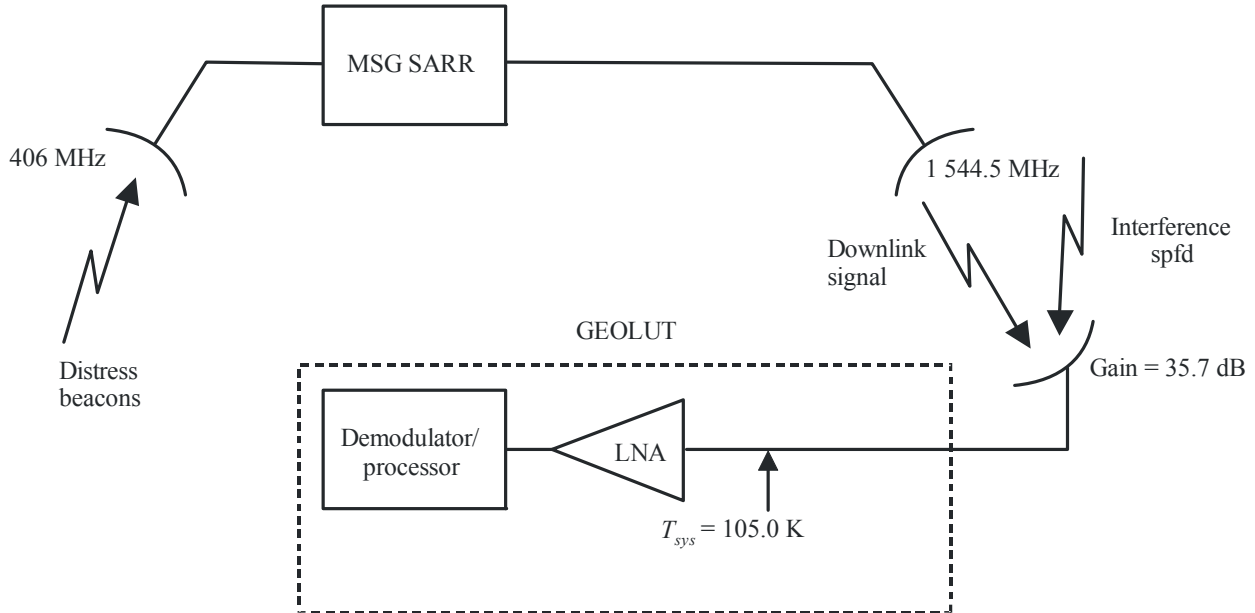 MSG SARR
406 MHz
1 544.5 MHz
Interference
spfd
Downlink
signal
GEOLUT
Distress
beacons
Gain = 35.7 dB
Demodulator/
processor
LNA
T_sys = 105.0 K